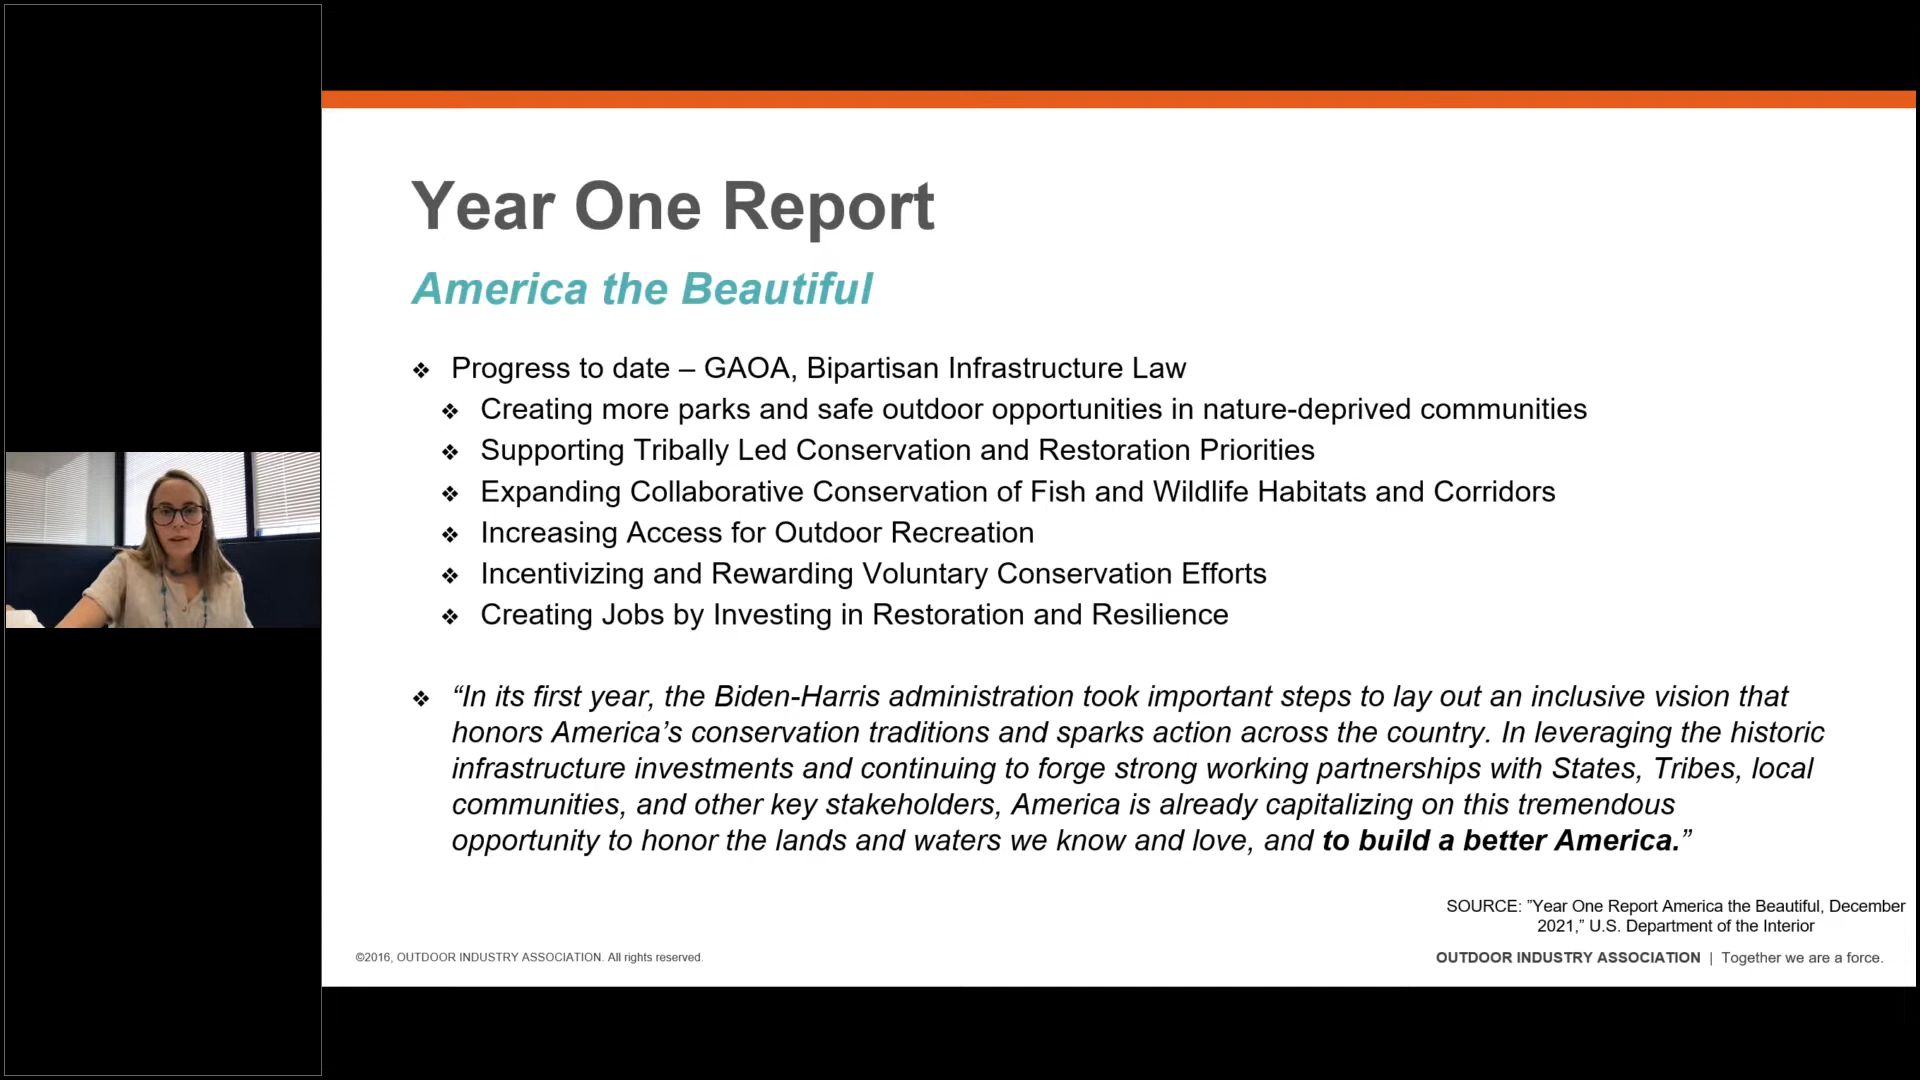 Year One Report
America the Beautiful
❖ Progress to date – GAOA, Bipartisan Infrastructure Law
❖ Creating more parks and safe outdoor opportunities in nature-deprived communities
❖ Supporting Tribally Led Conservation and Restoration Priorities
❖ Expanding Collaborative Conservation of Fish and Wildlife Habitats and Corridors
❖ Increasing Access for Outdoor Recreation
❖ Incentivizing and Rewarding Voluntary Conservation Efforts
❖ Creating Jobs by Investing in Restoration and Resilience
❖ “In its first year, the Biden-Harris administration took important steps to lay out an inclusive vision that
honors America’s conservation traditions and sparks action across the country. In leveraging the historic
infrastructure investments and continuing to forge strong working partnerships with States, Tribes, local
communities, and other key stakeholders, America is already capitalizing on this tremendous
opportunity to honor the lands and waters we know and love, and to build a better America.”
SOURCE: ”Year One Report America the Beautiful, December
2021,” U.S. Department of the Interior
©2016, OUTDOOR INDUSTRY ASSOCIATION. All rights reserved.
OUTDOOR INDUSTRY ASSOCIATION | Together we are a force.